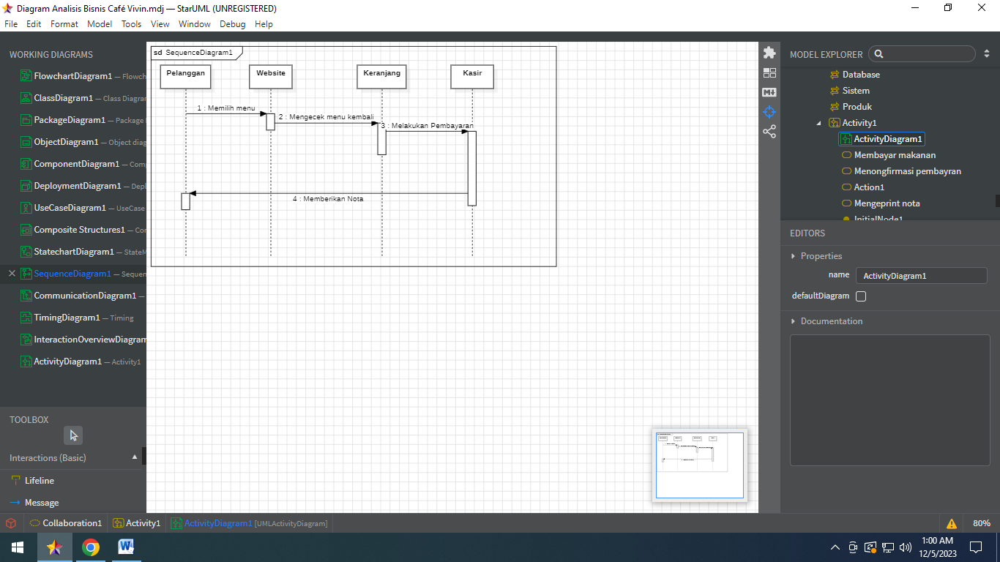 Diagram Analisis Bisnis Café Vivin.mdj — StarUML (UNREGISTERED)
File Edit Format Model Tools View Window Debug Help
WORKING DIAGRAMS
FlowchartDiagram1 — Flowch
ClassDiagram1 — Class Diagran
PackageDiagram1 — Package
ObjectDiagram1 — Object diag
ComponentDiagram1 — Comp
DeploymentDiagram1 — Depl
UseCaseDiagram1 — UseCase
Composite Structures1 — Cor
StatechartDiagram1 — StateM
SequenceDiagram1 — Sequen
CommunicationDiagram1 —
TimingDiagram1 — Timing
InteractionOverviewDiagram
ActivityDiagram1 — Activity1
TOOLBOX
Interactions (Basic)
Lifeline
Message
sd SequenceDiagram1
Pelanggan Website Keranjang Kasir
1 : Memilih menu
2 : Mengecek menu kembali
3 : Melakukan Pembayaran
4 : Memberikan Nota
MODEL EXPLORER
Database
Sistem
Produk
Activity1
ActivityDiagram1
Membayar makanan
Menongfirmasi pembayran
Action1
Mengeprint nota
InitialNode1
EDITORS
Properties
name ActivityDiagram1
defaultDiagram
Documentation
Collaboration1 Activity1 ActivityDiagram1 [UMLActivityDiagram] 80%
1:00 AM
12/5/2023